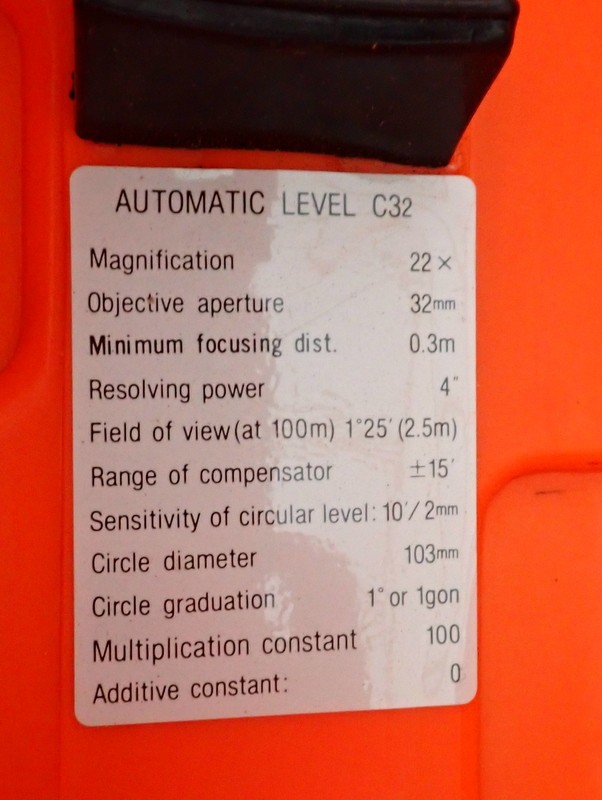 AUTOMATIC LEVEL C32
Magnification 22×
Objective aperture 32mm
Minimum focusing dist. 0.3m
Resolving power 4"
Field of view(at 100m) 1°25′(2.5m)
Range of compensator ±15′
Sensitivity of circular level: 10′/2mm
Circle diameter 103mm
Circle graduation 1° or 1gon
Multiplication constant 100
Additive constant: 0